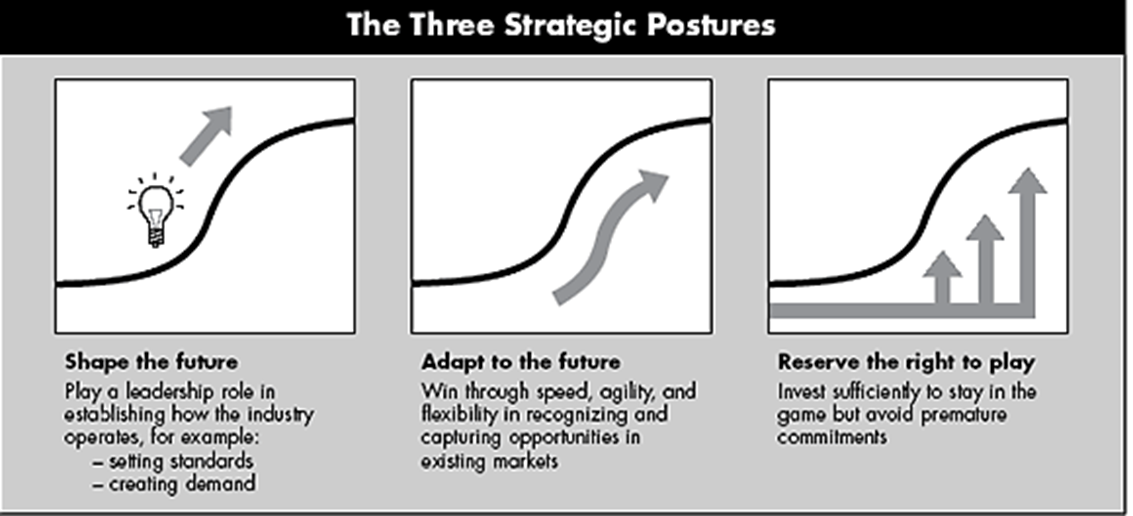 The Three Strategic Postures
Shape the future
Play a leadership role in
establishing how the industry
operates, for example:
– setting standards
– creating demand
Adapt to the future
Win through speed, agility, and
flexibility in recognizing and
capturing opportunities in
existing markets
Reserve the right to play
Invest sufficiently to stay in the
game but avoid premature
commitments